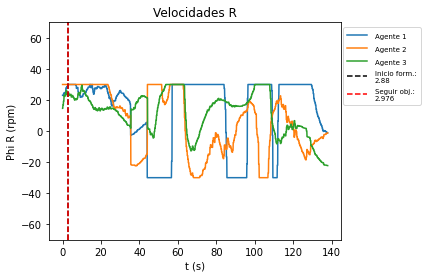 Velocidades R
Agente 1
Agente 2
Agente 3
Inicio form.:
2.88
Seguir obj.:
2.976
60
40
20
0
−20
−40
−60
Phi R (rpm)
0
20
40
60
80
100
120
140
t (s)